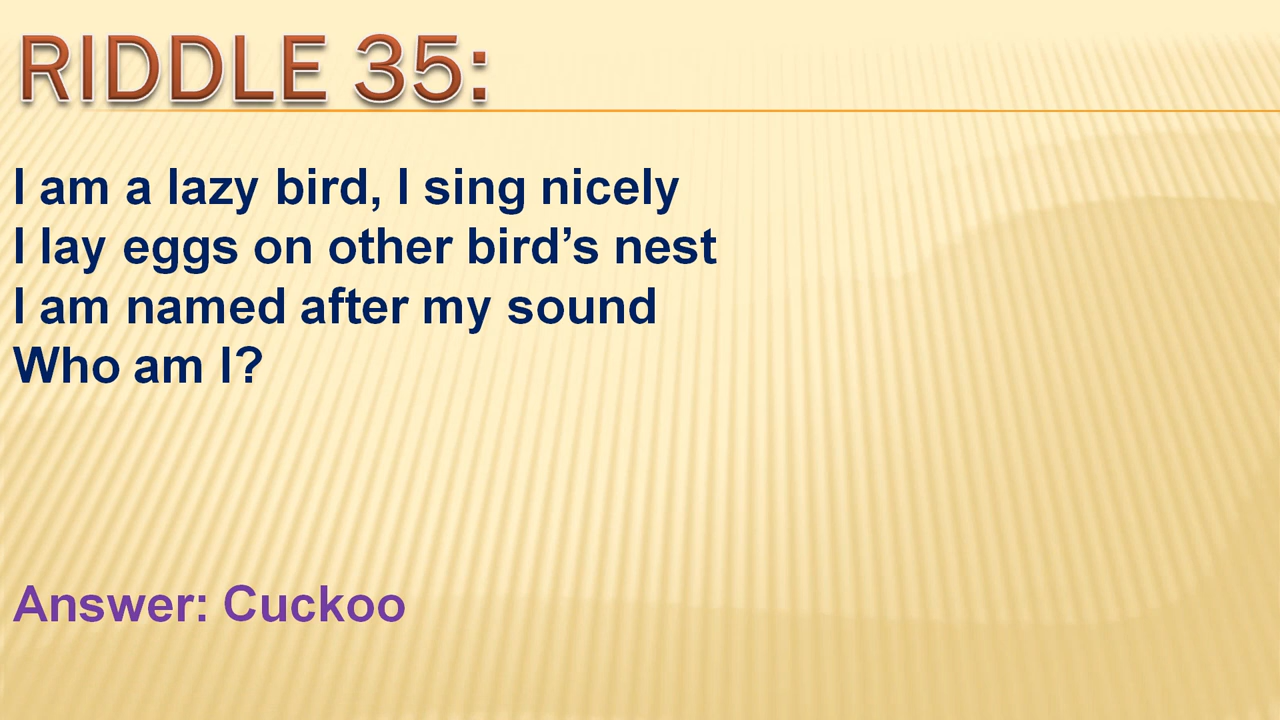 RIDDLE 35:
I am a lazy bird, I sing nicely
I lay eggs on other bird’s nest
I am named after my sound
Who am I?
Answer: Cuckoo